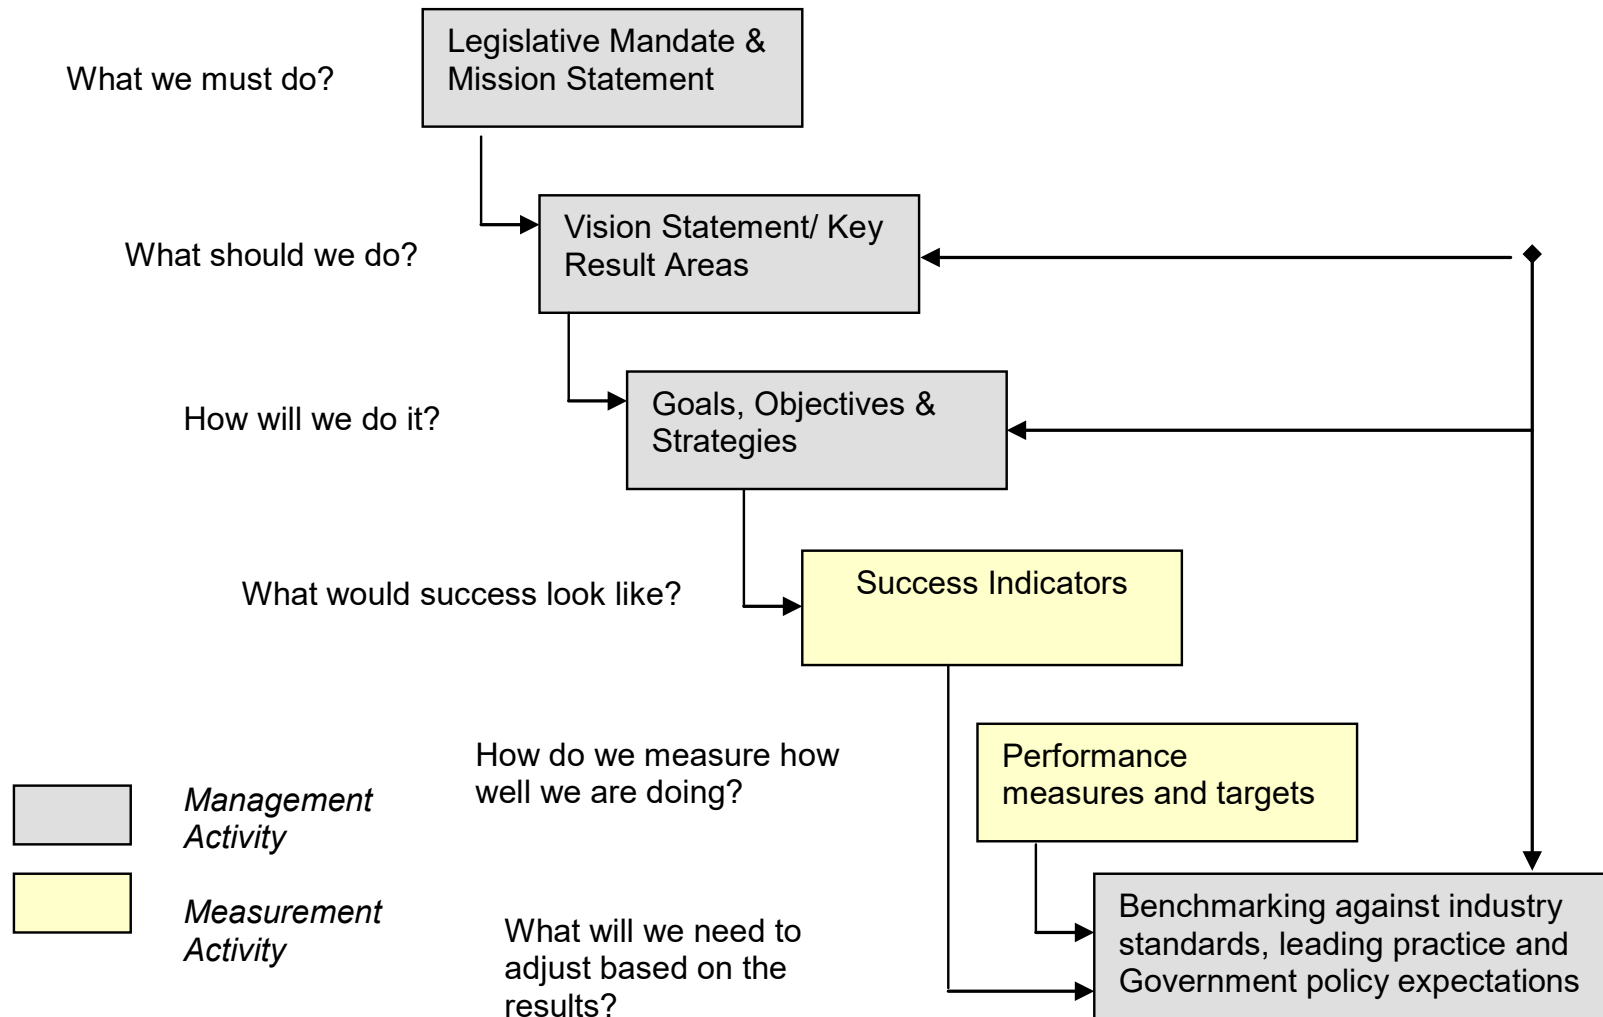 Legislative Mandate &
Mission Statement
What we must do?
Vision Statement/ Key
Result Areas
What should we do?
Goals, Objectives &
Strategies
How will we do it?
Success Indicators
What would success look like?
How do we measure how
well we are doing?
Performance
measures and targets
Management
Activity
Measurement
Activity
What will we need to
adjust based on the
results?
Benchmarking against industry
standards, leading practice and
Government policy expectations